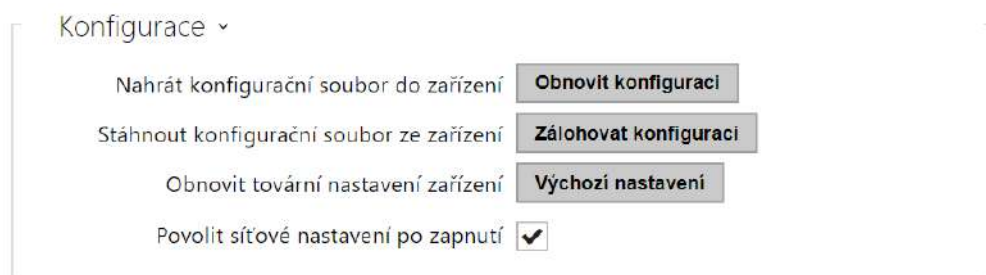 Konfigurace
Nahrát konfigurační soubor do zařízení Obnovit konfiguraci
Stáhnout konfigurační soubor ze zařízení Zálohovat konfiguraci
Obnovit tovární nastavení zařízení Výchozí nastavení
Povolit síťové nastavení po zapnutí